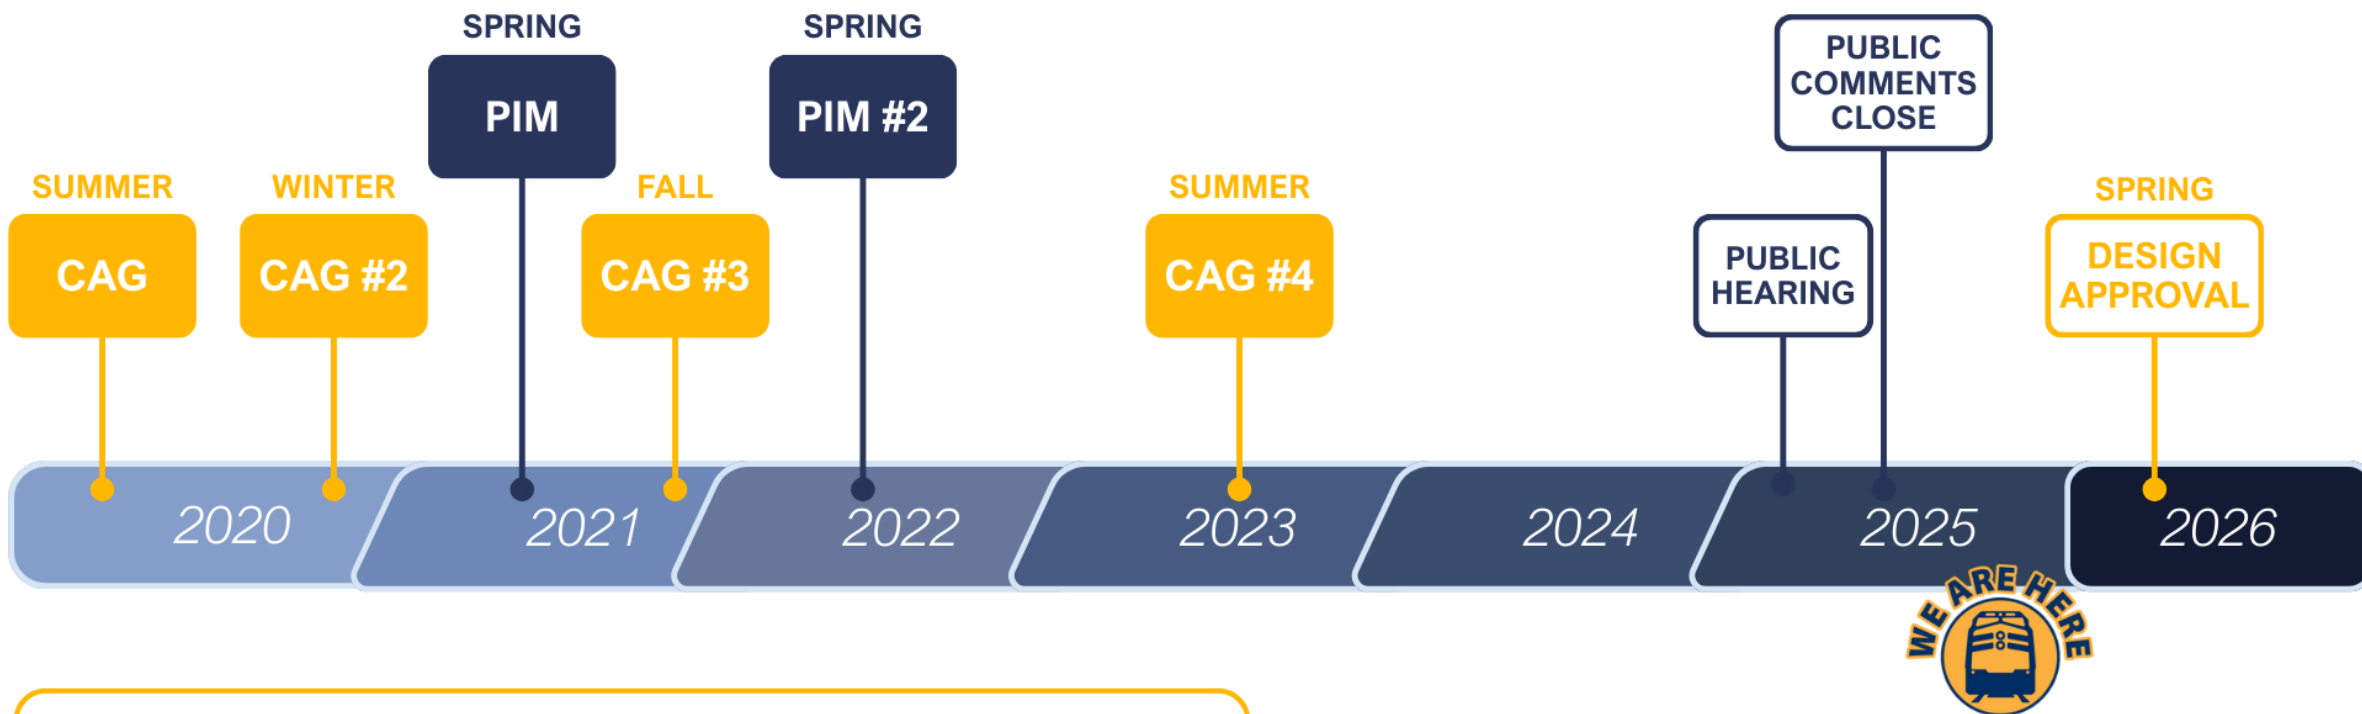 SPRING
PIM
SPRING
PIM #2
PUBLIC
COMMENTS
CLOSE
SUMMER
CAG
WINTER
CAG #2
FALL
CAG #3
SUMMER
CAG #4
PUBLIC
HEARING
SPRING
DESIGN
APPROVAL
2020
2021
2022
2023
2024
2025
2026
WE ARE HERE